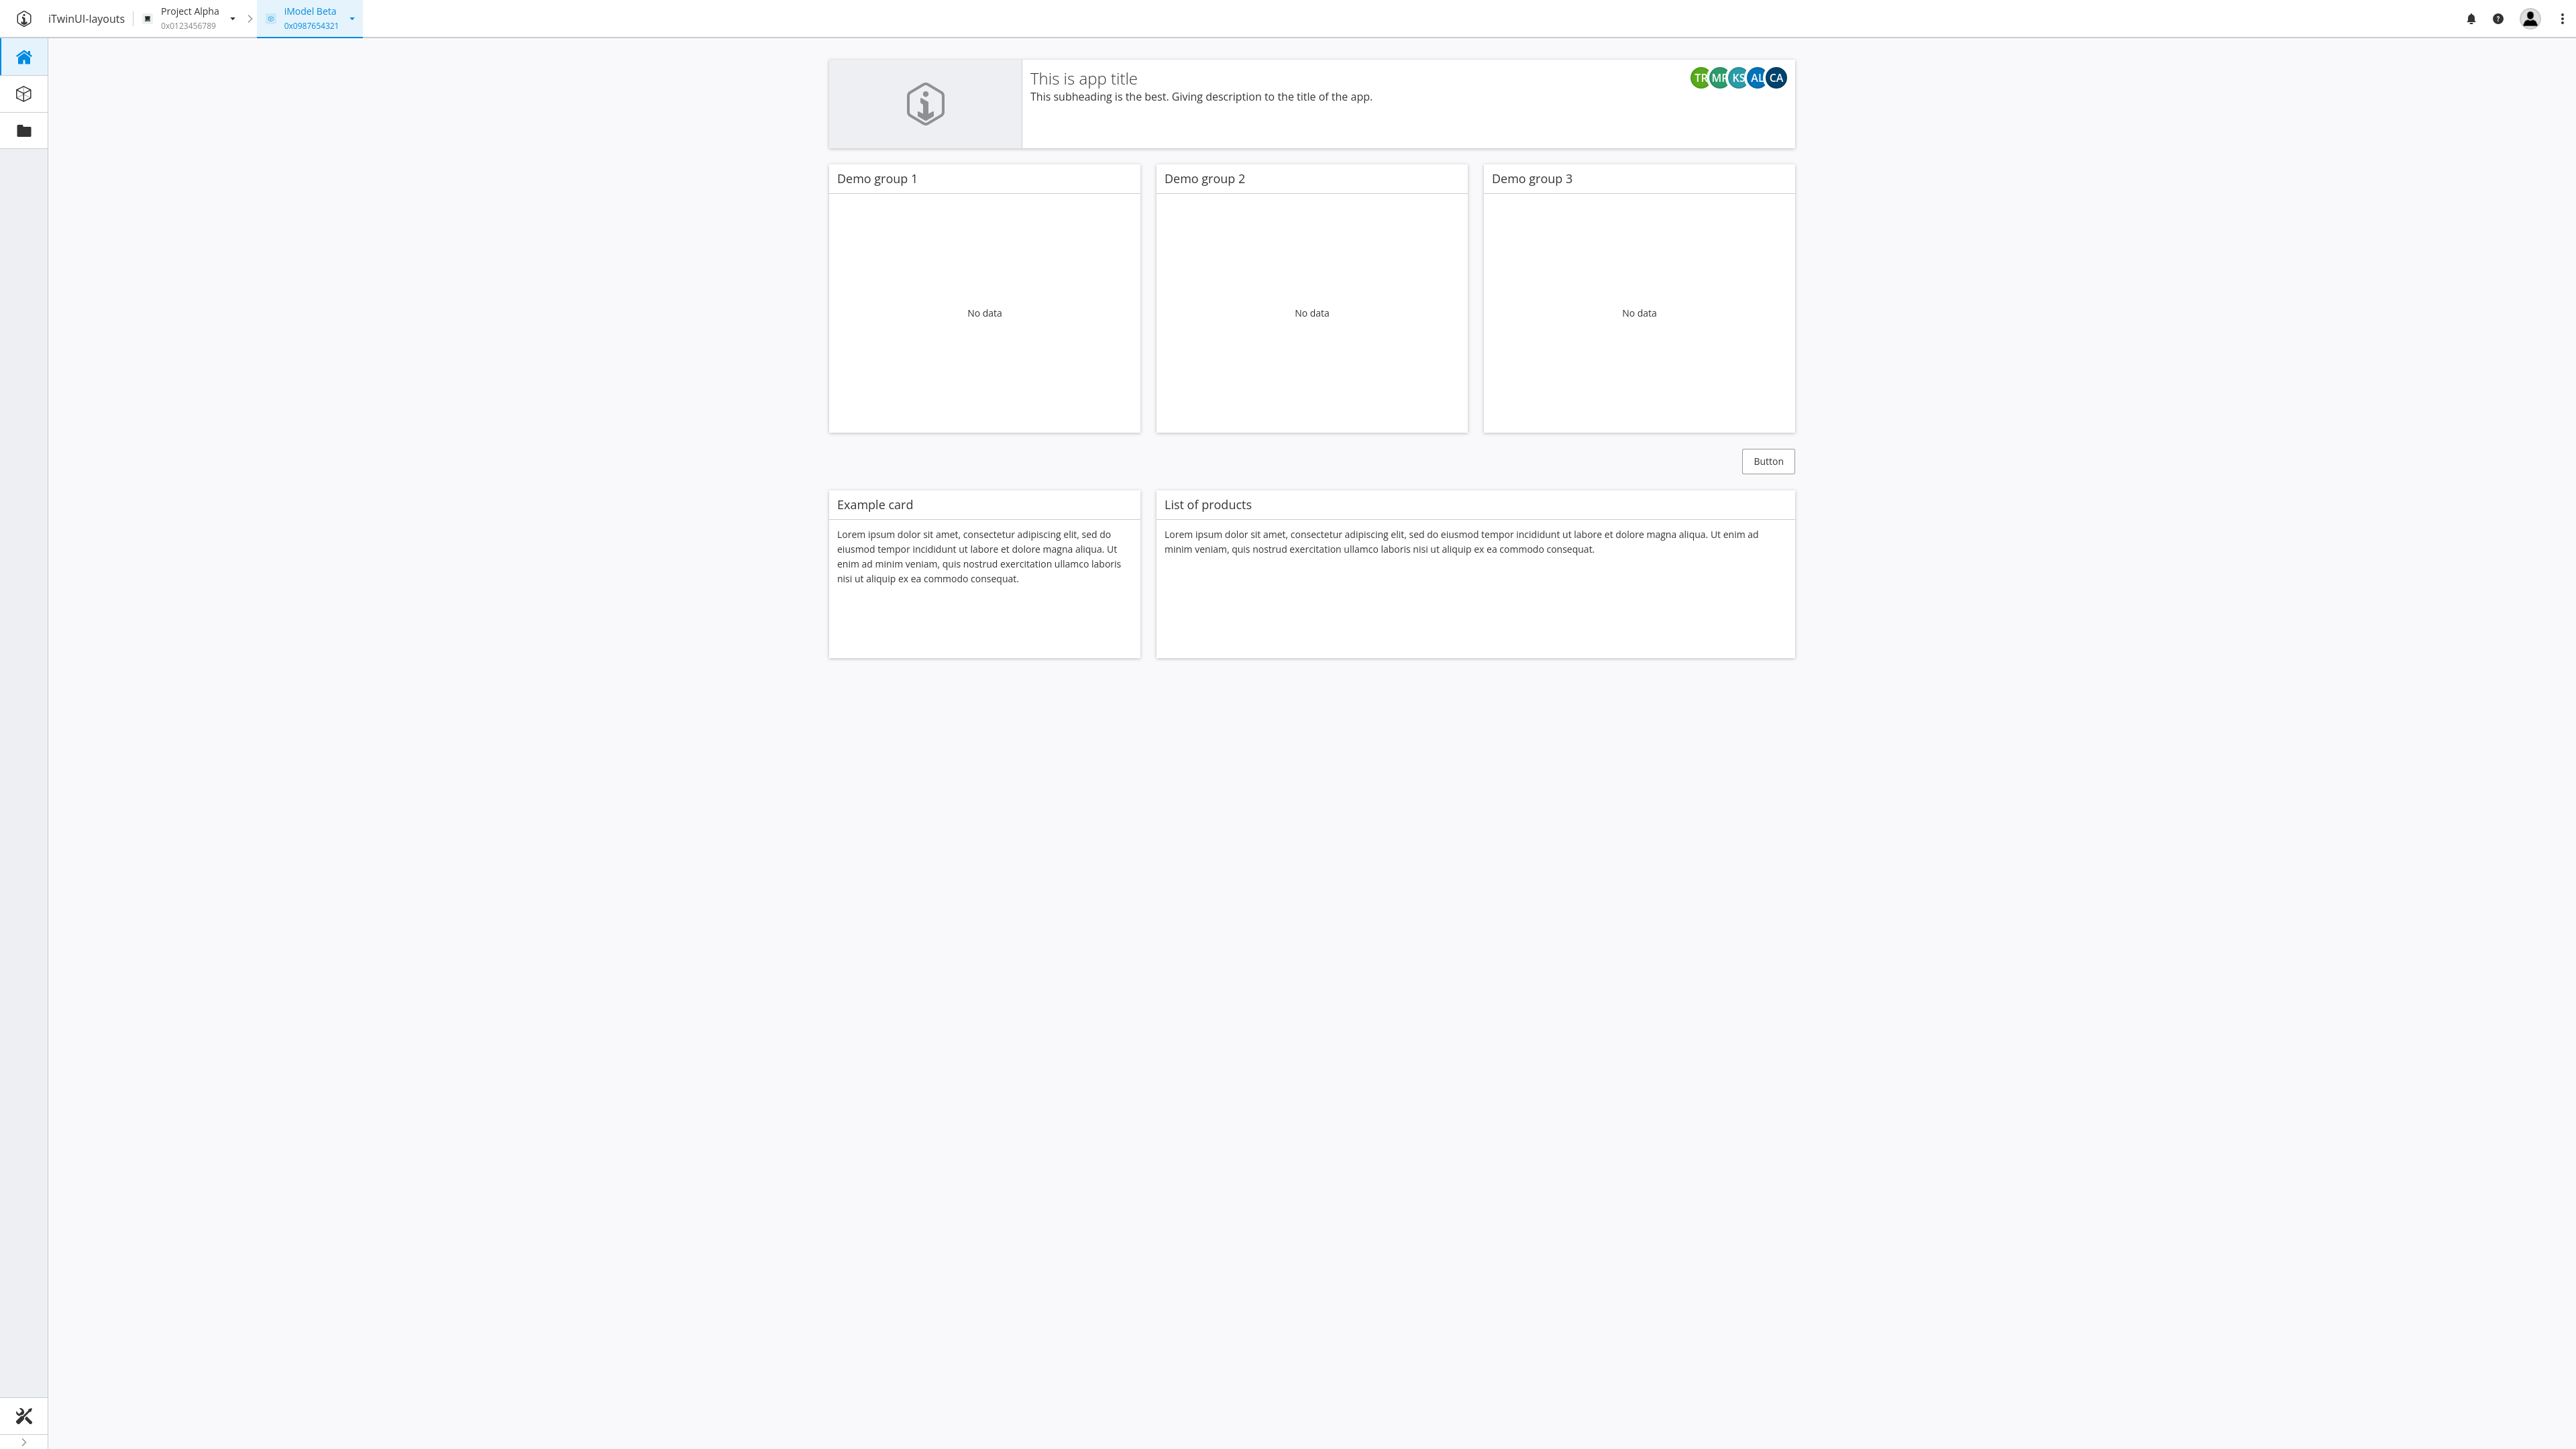 iTwinUI-layouts
Project Alpha
0x0123456789
iModel Beta
0x0987654321
This is app title
This subheading is the best. Giving description to the title of the app.
TR MR KS AL CA
Demo group 1
No data
Demo group 2
No data
Demo group 3
No data
Button
Example card
Lorem ipsum dolor sit amet, consectetur adipiscing elit, sed do
eiusmod tempor incididunt ut labore et dolore magna aliqua. Ut
enim ad minim veniam, quis nostrud exercitation ullamco laboris
nisi ut aliquip ex ea commodo consequat.
List of products
Lorem ipsum dolor sit amet, consectetur adipiscing elit, sed do eiusmod tempor incididunt ut labore et dolore magna aliqua. Ut enim ad
minim veniam, quis nostrud exercitation ullamco laboris nisi ut aliquip ex ea commodo consequat.